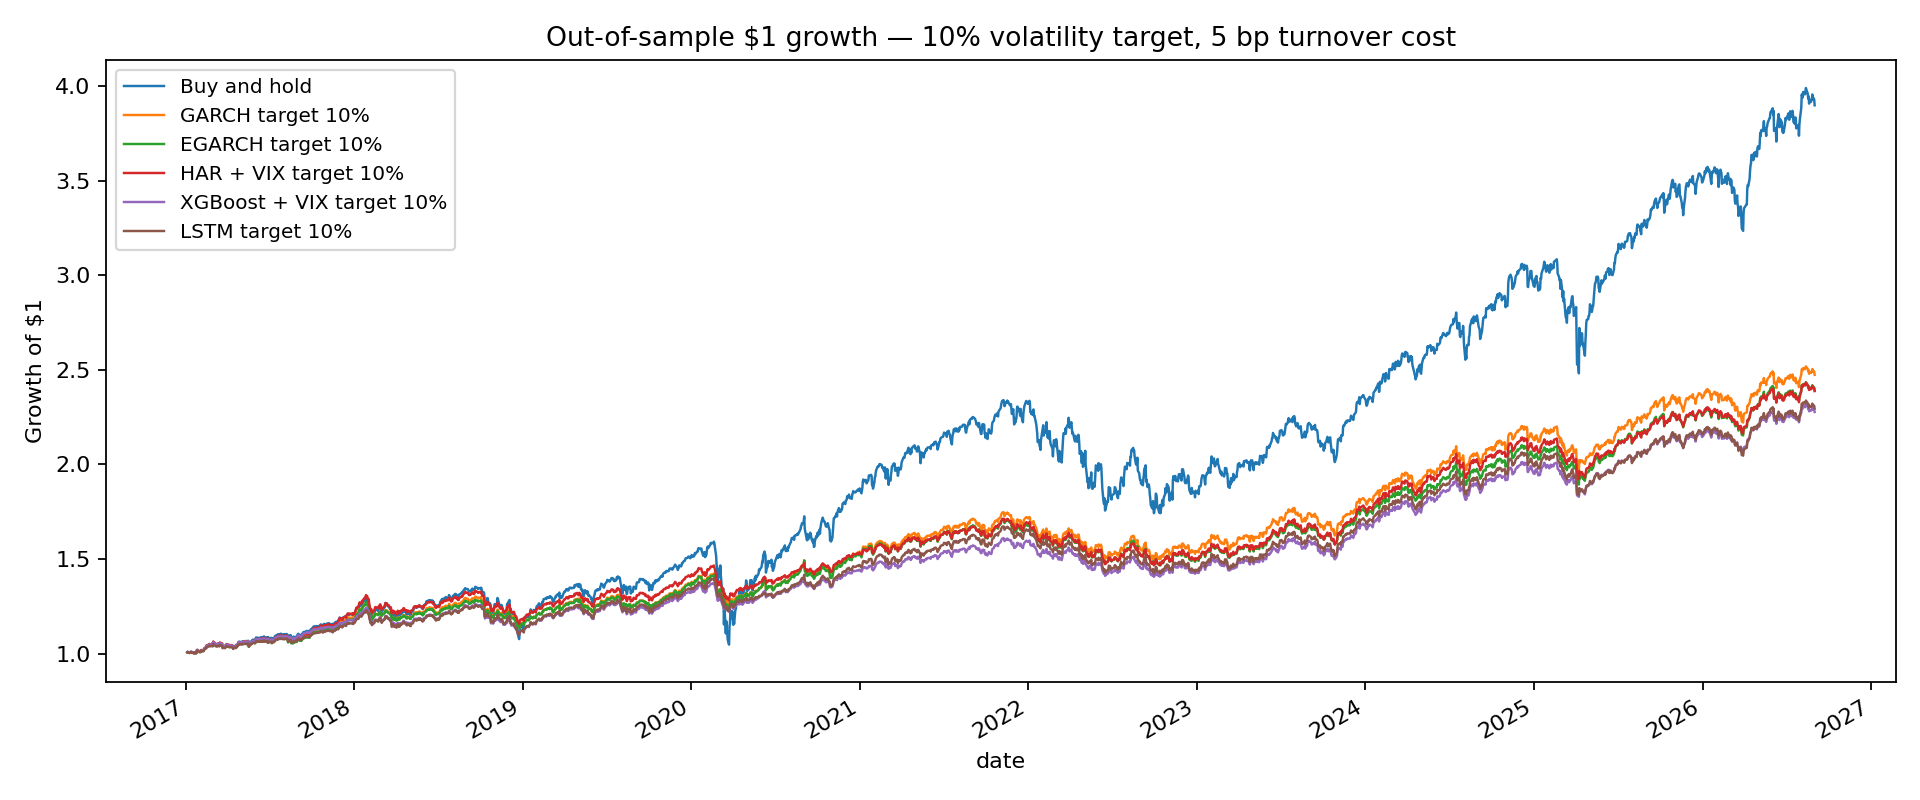 Out-of-sample $1 growth — 10% volatility target, 5 bp turnover cost
Buy and hold
GARCH target 10%
EGARCH target 10%
HAR + VIX target 10%
XGBoost + VIX target 10%
LSTM target 10%
Growth of $1
4.0
3.5
3.0
2.5
2.0
1.5
1.0
2017
2018
2019
2020
2021
2022
2023
2024
2025
2026
2027
date